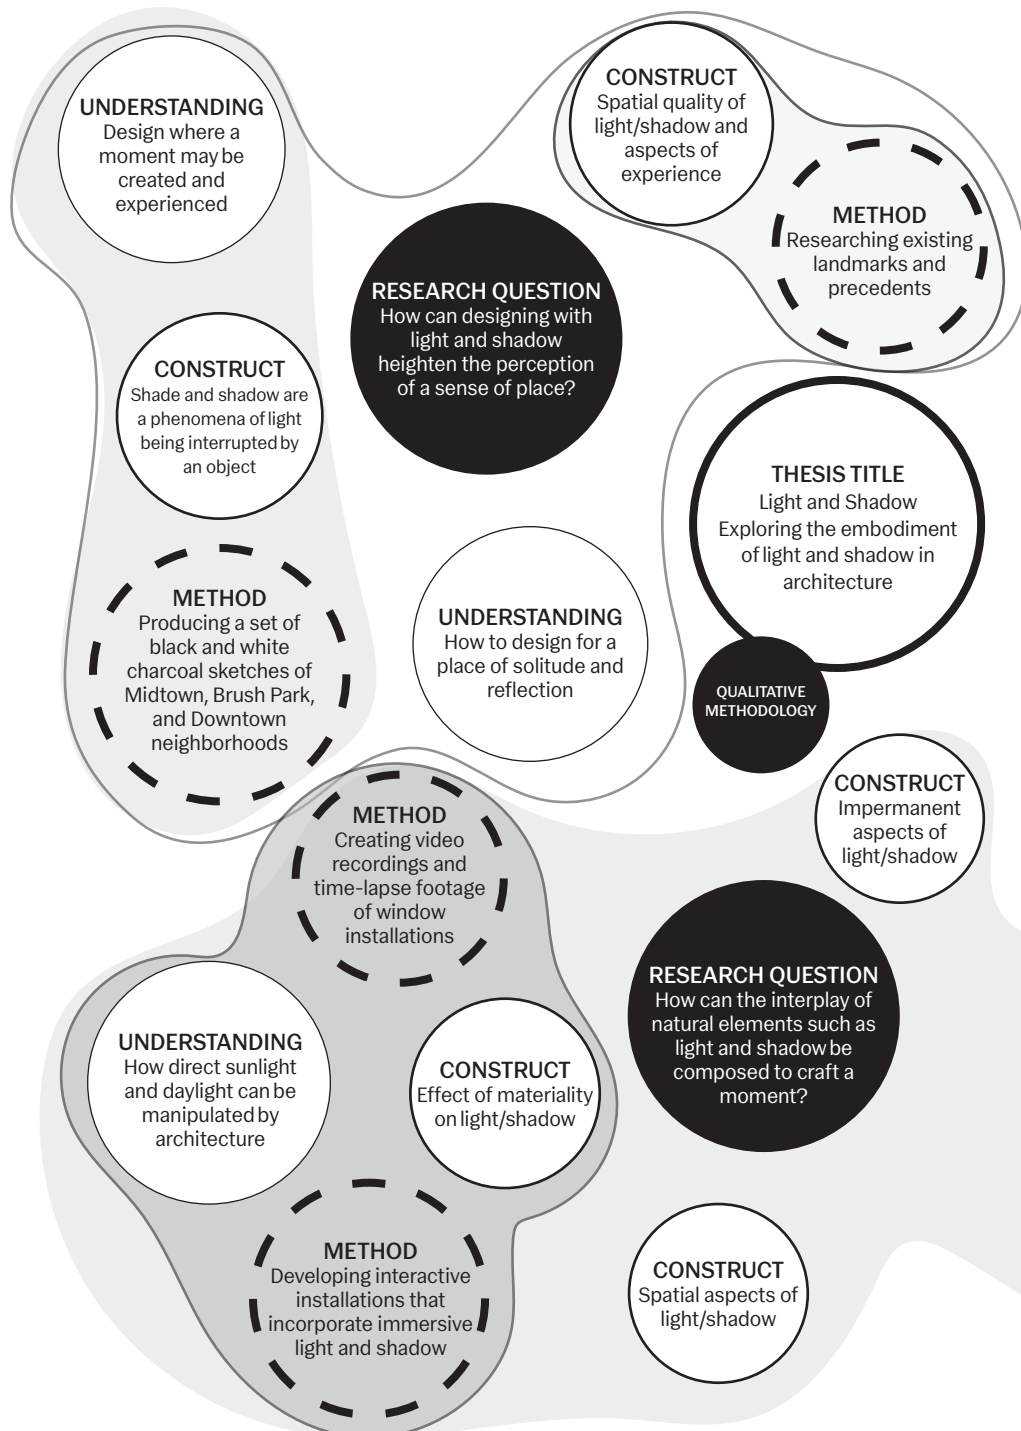 UNDERSTANDING
Design where a
moment may be
created and
experienced
CONSTRUCT
Spatial quality of
light/shadow and
aspects of
experience
METHOD
Researching existing
landmarks and
precedents
RESEARCH QUESTION
How can designing with
light and shadow
heighten the perception
of a sense of place?
CONSTRUCT
Shade and shadow are
a phenomena of light
being interrupted by
an object
THESIS TITLE
Light and Shadow
Exploring the embodiment
of light and shadow in
architecture
METHOD
Producing a set of
black and white
charcoal sketches of
Midtown, Brush Park,
and Downtown
neighborhoods
UNDERSTANDING
How to design for a
place of solitude and
reflection
QUALITATIVE
METHODOLOGY
CONSTRUCT
Impermanent
aspects of
light/shadow
METHOD
Creating video
recordings and
time-lapse footage
of window
installations
RESEARCH QUESTION
How can the interplay of
natural elements such as
light and shadow be
composed to craft a
moment?
UNDERSTANDING
How direct sunlight
and daylight can be
manipulated by
architecture
CONSTRUCT
Effect of materiality
on light/shadow
METHOD
Developing interactive
installations that
incorporate immersive
light and shadow
CONSTRUCT
Spatial aspects of
light/shadow